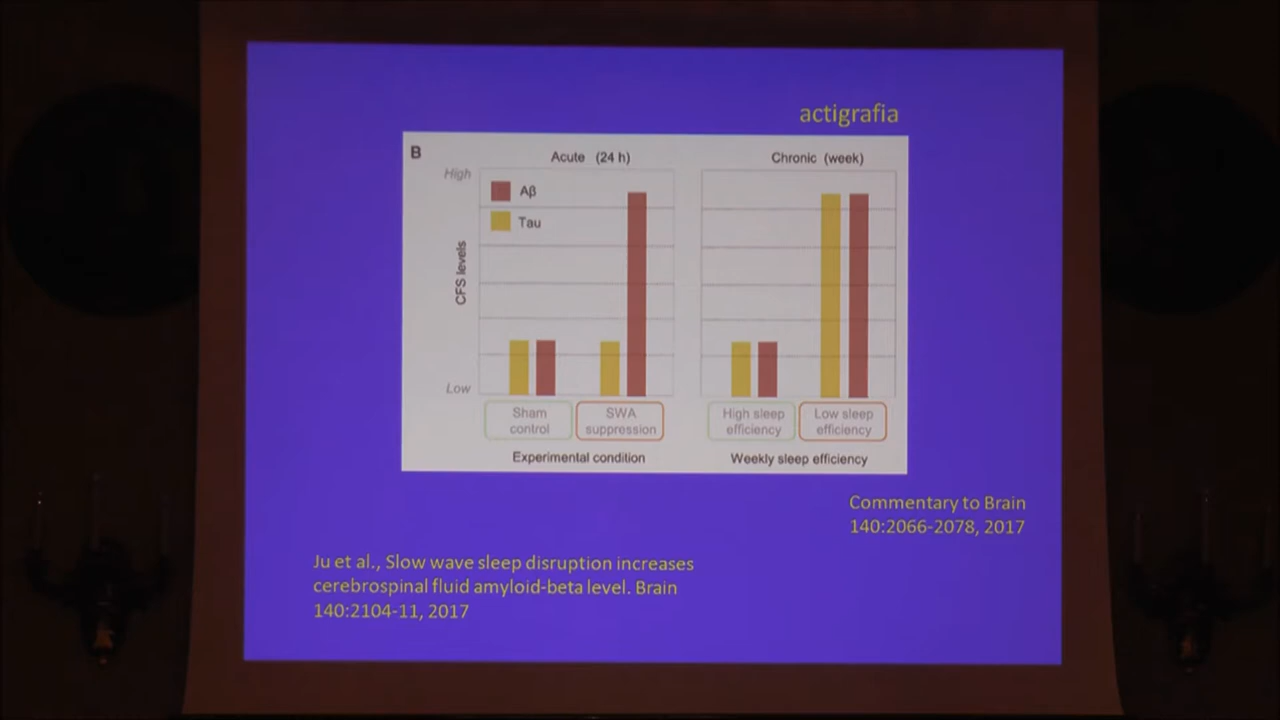 actigrafia
B
Acute (24 h)
Chronic (week)
High
Aβ
Tau
CFS levels
Low
Sham
control
SWA
suppression
High sleep
efficiency
Low sleep
efficiency
Experimental condition
Weekly sleep efficiency
Commentary to Brain
140:2066-2078, 2017
Ju et al., Slow wave sleep disruption increases
cerebrospinal fluid amyloid-beta level. Brain
140:2104-11, 2017